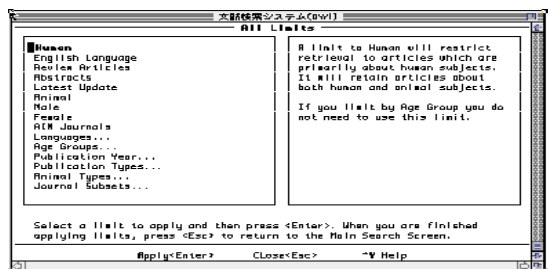 文献検索システム(owl)
All Limits
Human
English Language
Review Articles
Abstracts
Latest Update
Animal
Male
Female
AIM Journals
Languages...
Age Groups...
Publication Year...
Publication Types...
Animal Types...
Journal Subsets...
A limit to Human will restrict
retrieval to articles which are
primarily about human subjects.
It will retain articles about
both human and animal subjects.
If you limit by Age Group you do
not need to use this limit.
Select a limit to apply and then press <Enter>. When you are finished
applying limits, press <Esc> to return to the Main Search Screen.
Apply<Enter> CLose<Esc> Help